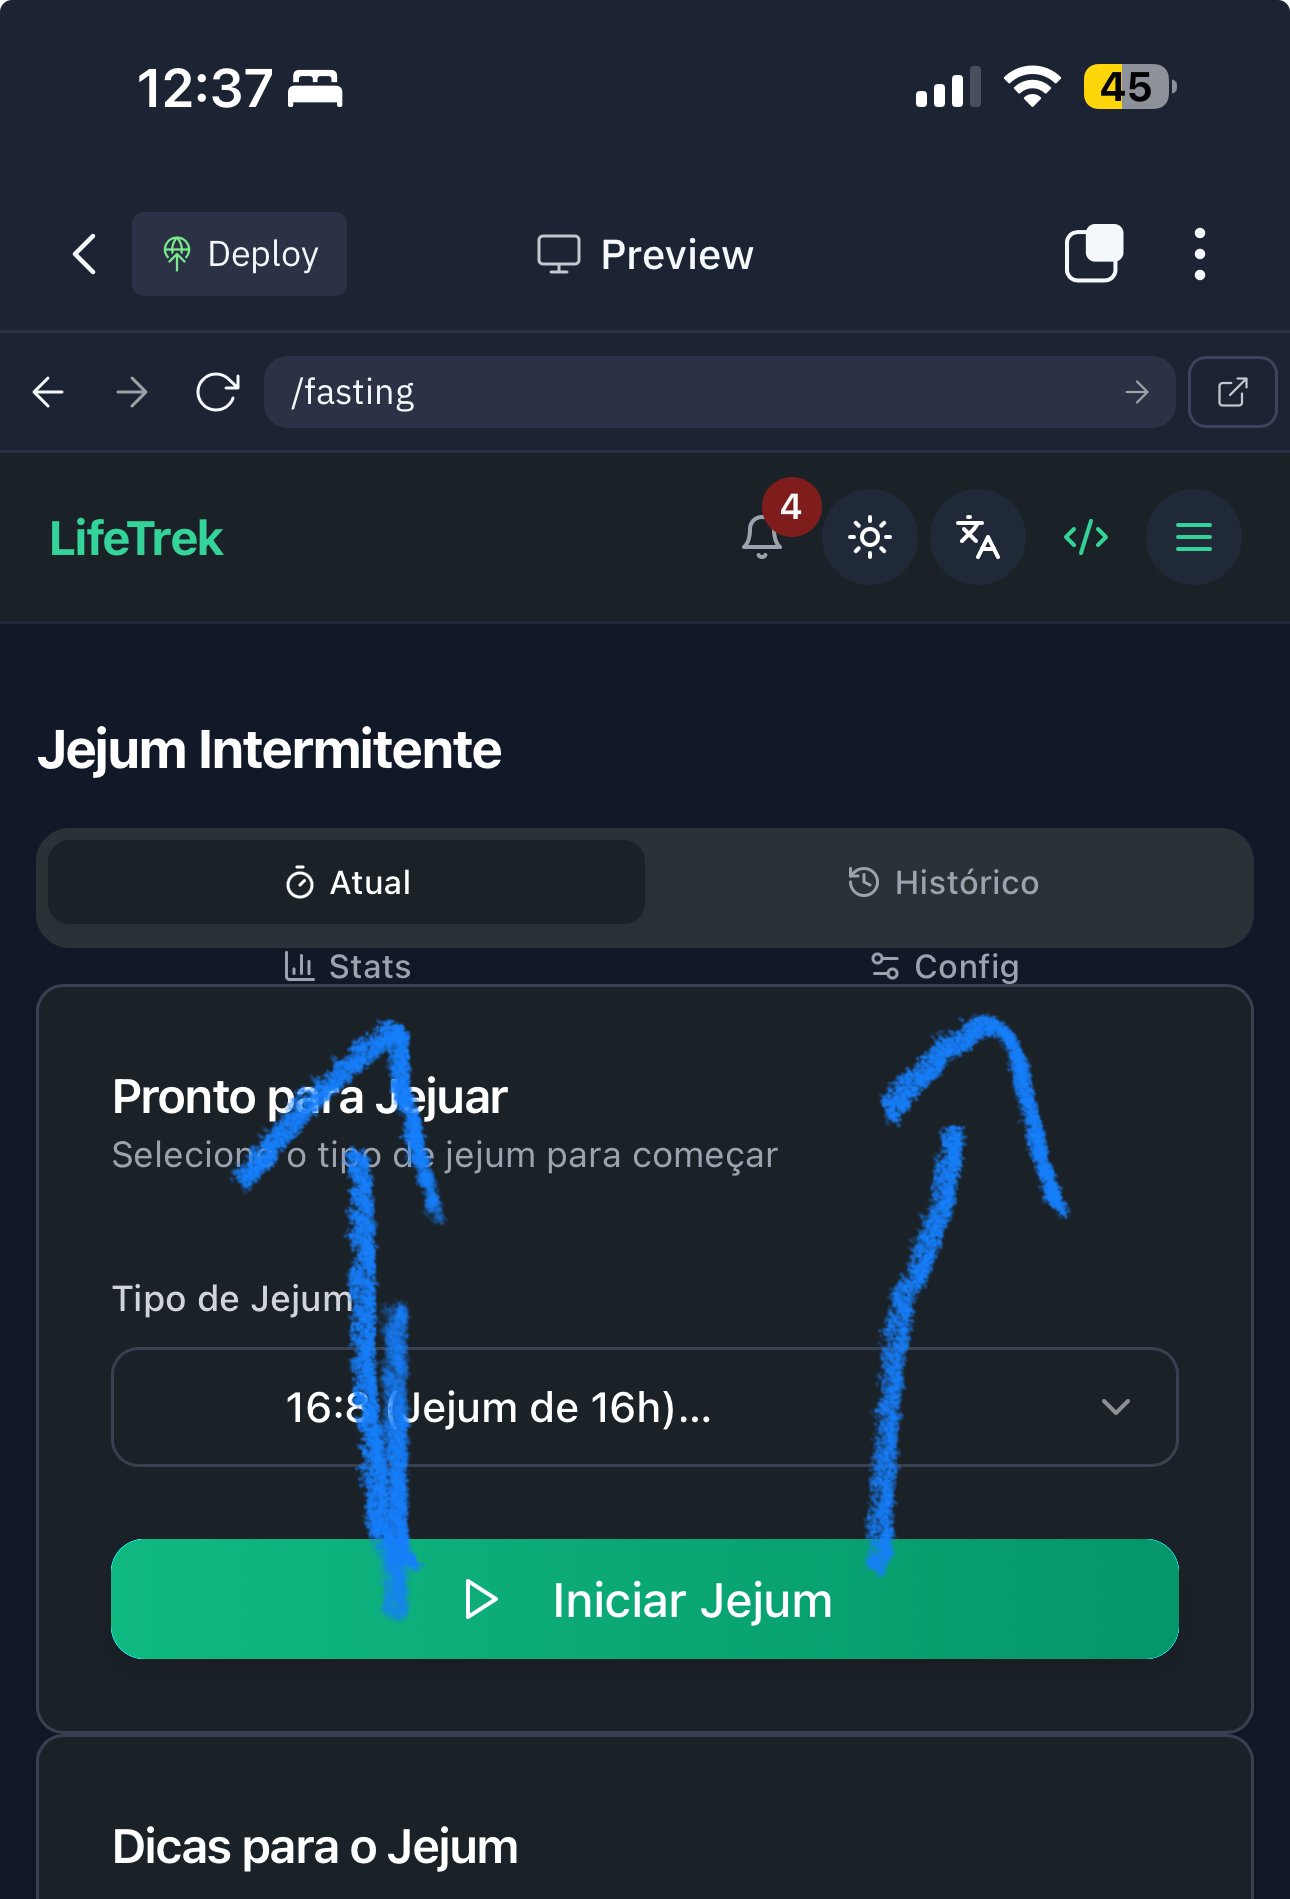 12:37
45
Deploy
Preview
/fasting
LifeTrek
4
Jejum Intermitente
Atual
Histórico
Stats
Config
Pronto para Jejuar
Selecione o tipo de jejum para começar
Tipo de Jejum
16:8 (Jejum de 16h)...
Iniciar Jejum
Dicas para o Jejum